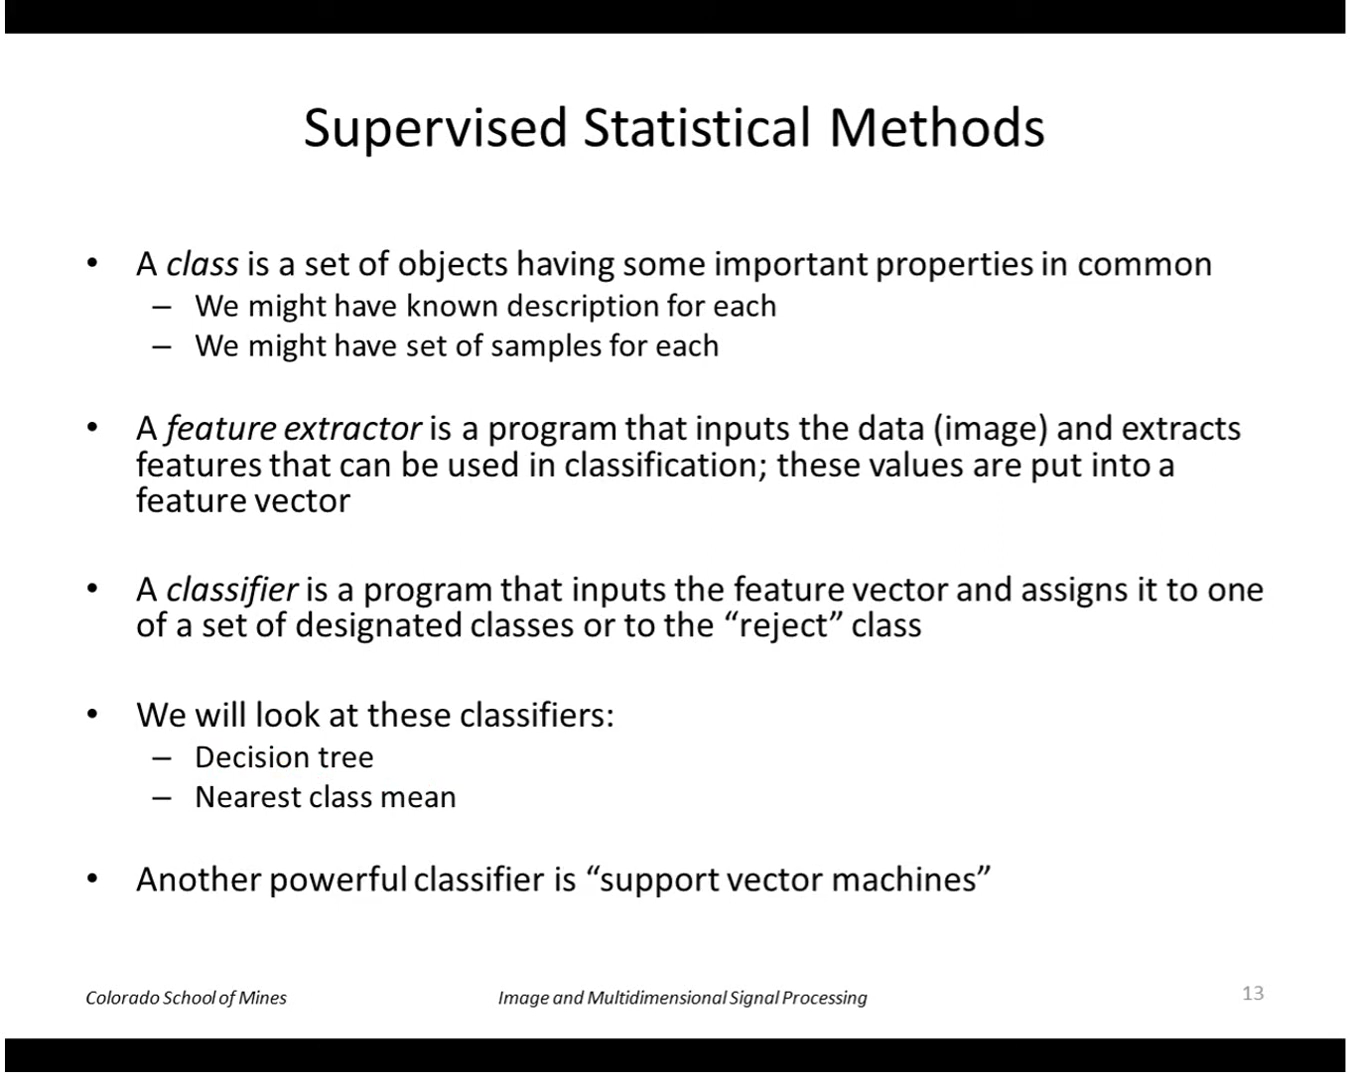 Supervised Statistical Methods
• A class is a set of objects having some important properties in common
– We might have known description for each
– We might have set of samples for each
• A feature extractor is a program that inputs the data (image) and extracts
features that can be used in classification; these values are put into a
feature vector
• A classifier is a program that inputs the feature vector and assigns it to one
of a set of designated classes or to the “reject” class
• We will look at these classifiers:
– Decision tree
– Nearest class mean
• Another powerful classifier is “support vector machines”
Colorado School of Mines
Image and Multidimensional Signal Processing
13